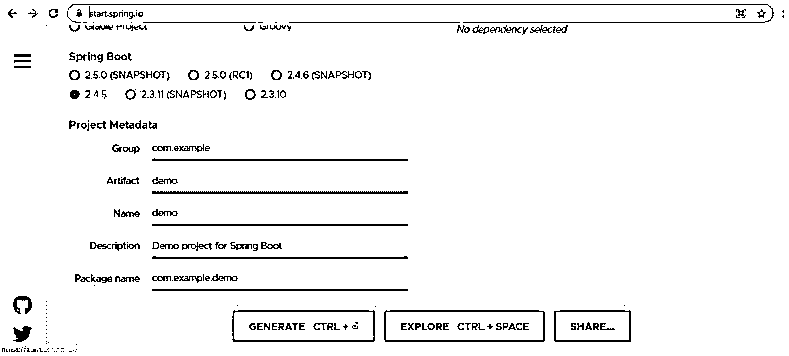 start.spring.io
Gradle Project Groovy No dependency selected
Spring Boot
2.5.0 (SNAPSHOT) 2.5.0 (RC1) 2.4.6 (SNAPSHOT)
2.4.5 2.3.11 (SNAPSHOT) 2.3.10
Project Metadata
Group com.example
Artifact demo
Name demo
Description Demo project for Spring Boot
Package name com.example.demo
GENERATE CTRL + EXPLORE CTRL + SPACE SHARE...